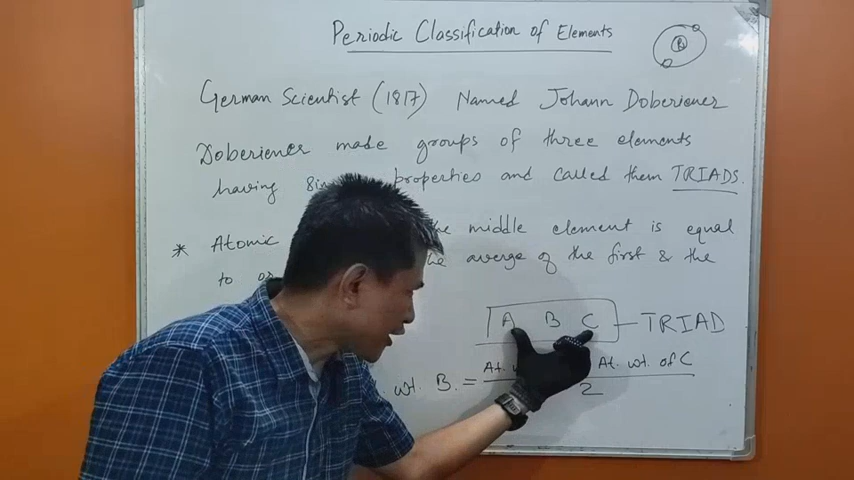 Periodic Classification of Elements
German Scientist (1817) Named Johann Doberiener
Doberiener made groups of three elements
having properties and called them TRIADS.
* Atomic middle element is equal
to averge of the first & the
A B C — TRIAD
At. At. wt. of C
wt. B. =
2